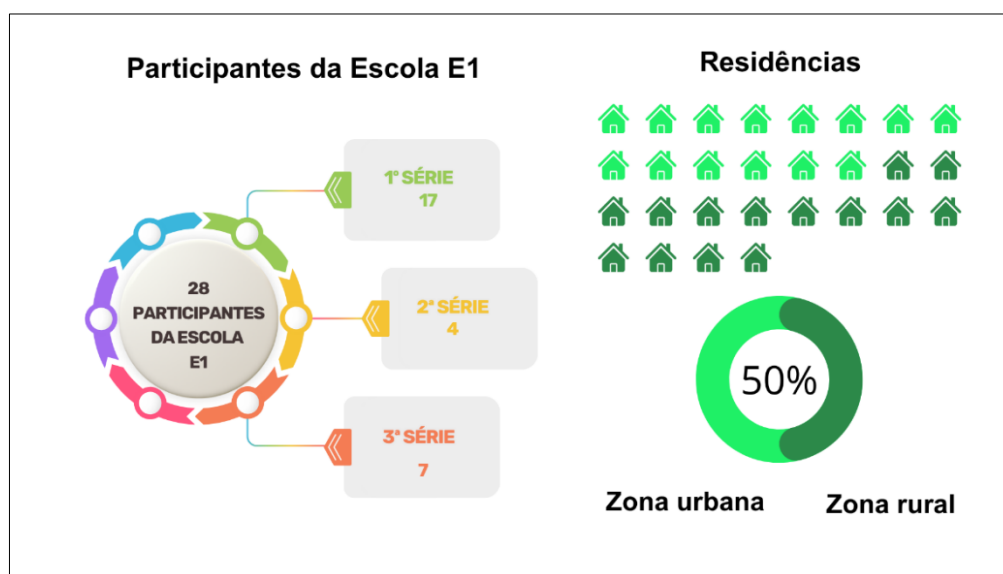 Participantes da Escola E1
1° SÉRIE
17
28
PARTICIPANTES
DA ESCOLA
E1
2ª SÉRIE
4
3ª SÉRIE
7
Residências
50%
Zona urbana
Zona rural